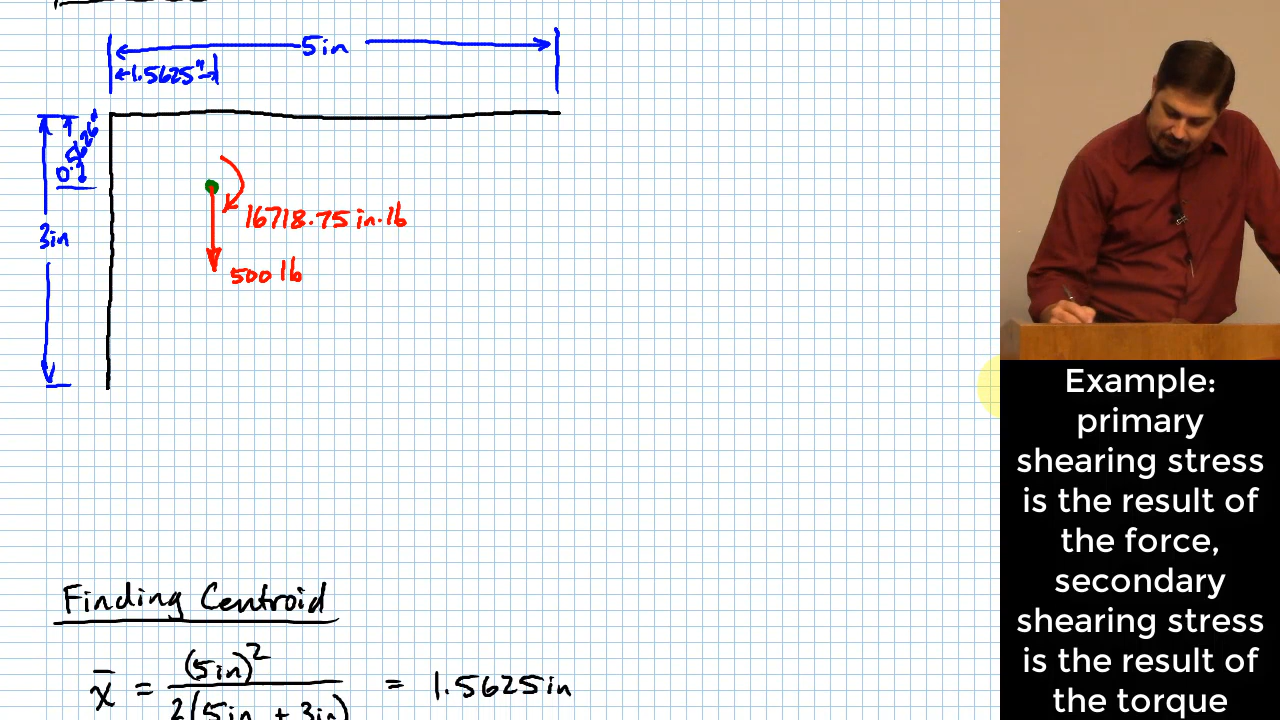 5in
1.5625"
3in
16718.75 in·lb
500 lb
Finding Centroid
x̄ = (5in)² / 2(5in + 3in) = 1.5625in
Example:
primary
shearing stress
is the result of
the force,
secondary
shearing stress
is the result of
the torque